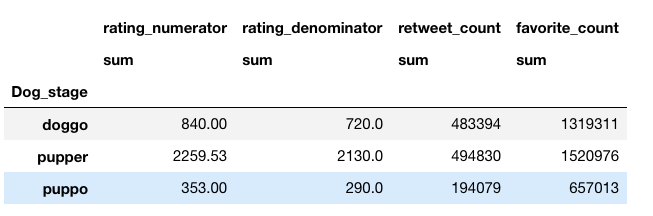 rating_numerator rating_denominator retweet_count favorite_count
sum sum sum sum
Dog_stage
doggo 840.00 720.0 483394 1319311
pupper 2259.53 2130.0 494830 1520976
puppo 353.00 290.0 194079 657013